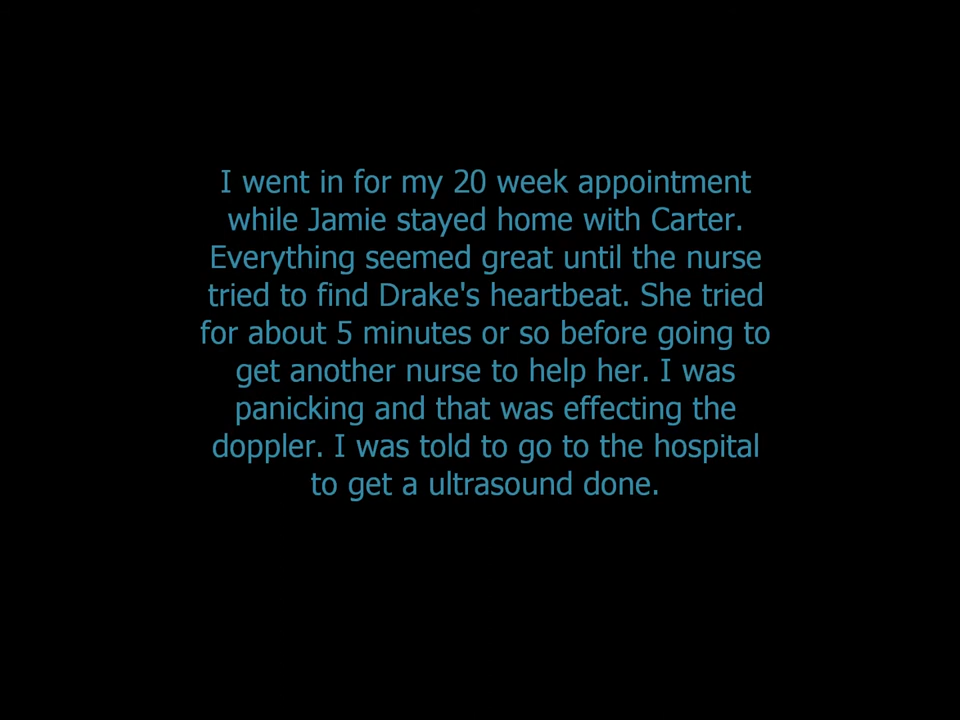 I went in for my 20 week appointment
while Jamie stayed home with Carter.
Everything seemed great until the nurse
tried to find Drake's heartbeat. She tried
for about 5 minutes or so before going to
get another nurse to help her. I was
panicking and that was effecting the
doppler. I was told to go to the hospital
to get a ultrasound done.